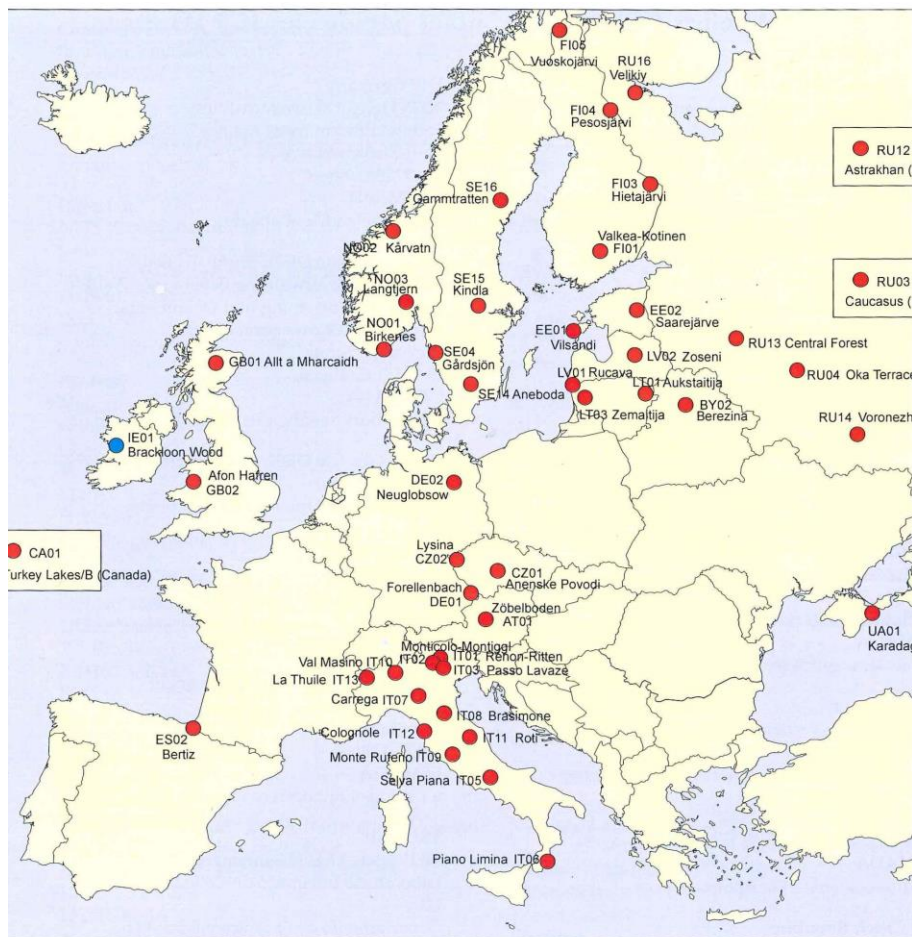 FI05
Vuoskojärvi
RU16
Velikiy
FI04
Pesosjärvi
RU12
Astrakhan (
FI03
Hietajärvi
SE16
Gammtratten
NO02 Kårvatn
Valkea-Kotinen
FI01
NO03
Langtjern
SE15
Kindla
RU03
Caucasus (
NO01
Birkenes
EE01
Vilsandi
EE02
Saarejärve
RU13 Central Forest
GB01 Allt a Mharcaidh
SE04
Gårdsjön
LV02 Zoseni
RU04 Oka Terrace
SE14 Aneboda
LV01 Rucava
LT01 Aukstaitija
LT03 Zemaitija
BY02
Berezina
RU14 Voronezh
IE01
Brackloon Wood
Afon Hafren
GB02
DE02
Neuglobsow
CA01
Turkey Lakes/B (Canada)
Lysina
CZ02
CZ01
Anenske Povodi
Forellenbach
DE01
Zöbelboden
AT01
UA01
Karadag
Monticolo-Montiggl
IT02
IT01 Renon-Ritten
Val Masino IT10
IT03 Passo Lavaze
La Thuile IT13
Carrega IT07
IT08 Brasimone
ES02
Bertiz
Colognole IT12
IT11 Roti
Monte Rufeno IT09
Selva Piana IT05
Piano Limina IT06